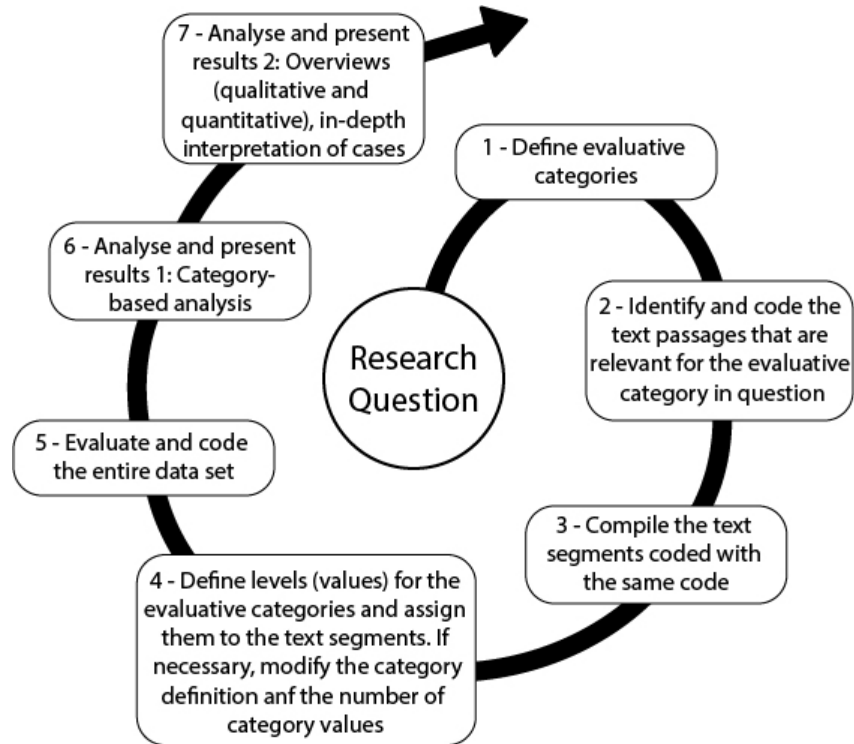 Research
Question
1 - Define evaluative
categories
2 - Identify and code the
text passages that are
relevant for the evaluative
category in question
3 - Compile the text
segments coded with
the same code
4 - Define levels (values) for the
evaluative categories and assign
them to the text segments. If
necessary, modify the category
definition anf the number of
category values
5 - Evaluate and code
the entire data set
6 - Analyse and present
results 1: Category-
based analysis
7 - Analyse and present
results 2: Overviews
(qualitative and
quantitative), in-depth
interpretation of cases